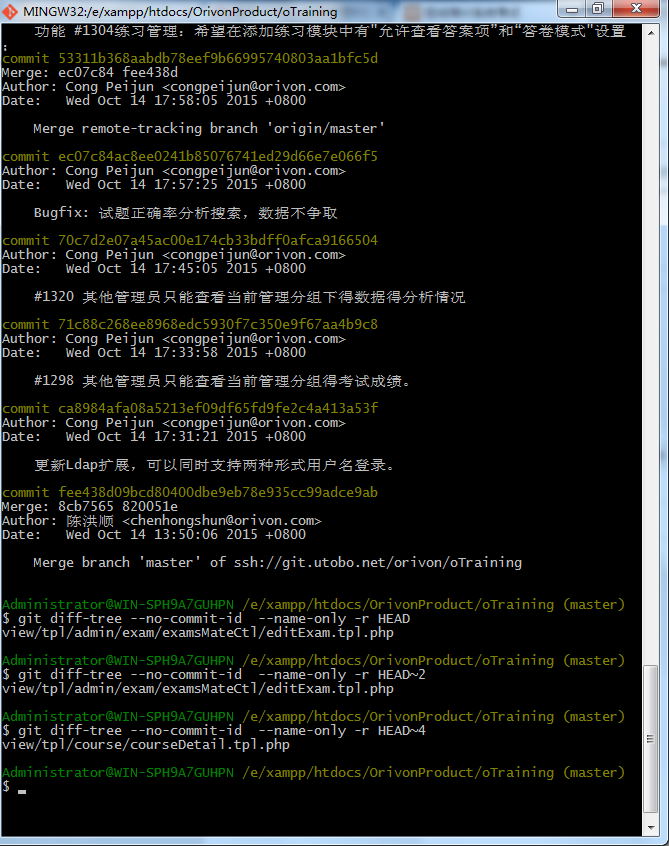 MINGW32:/e/xampp/htdocs/OrivonProduct/oTraining
功能 #1304练习管理：希望在添加练习模块中有"允许查看答案项"和“答卷模式”设置
：
commit 53311b368aabdb78eef9b66995740803aa1bfc5d
Merge: ec07c84 fee438d
Author: Cong Peijun <congpeijun@orivon.com>
Date:   Wed Oct 14 17:58:05 2015 +0800
Merge remote-tracking branch 'origin/master'
commit ec07c84ac8ee0241b85076741ed29d66e7e066f5
Author: Cong Peijun <congpeijun@orivon.com>
Date:   Wed Oct 14 17:57:25 2015 +0800
Bugfix: 试题正确率分析搜索，数据不争取
commit 70c7d2e07a45ac00e174cb33bdff0afca9166504
Author: Cong Peijun <congpeijun@orivon.com>
Date:   Wed Oct 14 17:45:05 2015 +0800
#1320 其他管理员只能查看当前管理分组下得数据得分析情况
commit 71c88c268ee8968edc5930f7c350e9f67aa4b9c8
Author: Cong Peijun <congpeijun@orivon.com>
Date:   Wed Oct 14 17:33:58 2015 +0800
#1298 其他管理员只能查看当前管理分组得考试成绩。
commit ca8984afa08a5213ef09df65fd9fe2c4a413a53f
Author: Cong Peijun <congpeijun@orivon.com>
Date:   Wed Oct 14 17:31:21 2015 +0800
更新Ldap扩展，可以同时支持两种形式用户名登录。
commit fee438d09bcd80400dbe9eb78e935cc99adce9ab
Merge: 8cb7565 820051e
Author: 陈洪顺 <chenhongshun@orivon.com>
Date:   Wed Oct 14 13:50:06 2015 +0800
Merge branch 'master' of ssh://git.utobo.net/orivon/oTraining
Administrator@WIN-SPH9A7GUHPN /e/xampp/htdocs/OrivonProduct/oTraining (master)
$ git diff-tree --no-commit-id  --name-only -r HEAD
view/tpl/admin/exam/examsMateCtl/editExam.tpl.php
Administrator@WIN-SPH9A7GUHPN /e/xampp/htdocs/OrivonProduct/oTraining (master)
$ git diff-tree --no-commit-id  --name-only -r HEAD~2
view/tpl/admin/exam/examsMateCtl/editExam.tpl.php
Administrator@WIN-SPH9A7GUHPN /e/xampp/htdocs/OrivonProduct/oTraining (master)
$ git diff-tree --no-commit-id  --name-only -r HEAD~4
view/tpl/course/courseDetail.tpl.php
Administrator@WIN-SPH9A7GUHPN /e/xampp/htdocs/OrivonProduct/oTraining (master)
$